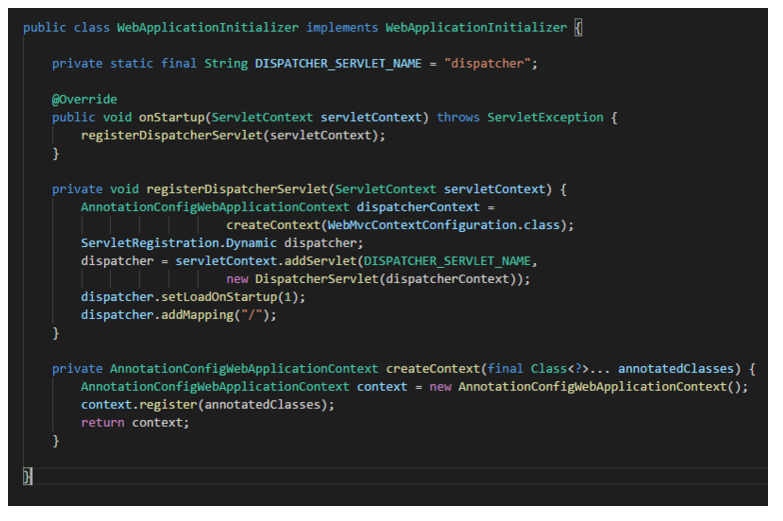 public class WebApplicationInitializer implements WebApplicationInitializer {
private static final String DISPATCHER_SERVLET_NAME = "dispatcher";
@Override
public void onStartup(ServletContext servletContext) throws ServletException {
registerDispatcherServlet(servletContext);
}
private void registerDispatcherServlet(ServletContext servletContext) {
AnnotationConfigWebApplicationContext dispatcherContext =
createContext(WebMvcContextConfiguration.class);
ServletRegistration.Dynamic dispatcher;
dispatcher = servletContext.addServlet(DISPATCHER_SERVLET_NAME,
new DispatcherServlet(dispatcherContext));
dispatcher.setLoadOnStartup(1);
dispatcher.addMapping("/");
}
private AnnotationConfigWebApplicationContext createContext(final Class<?>... annotatedClasses) {
AnnotationConfigWebApplicationContext context = new AnnotationConfigWebApplicationContext();
context.register(annotatedClasses);
return context;
}
}